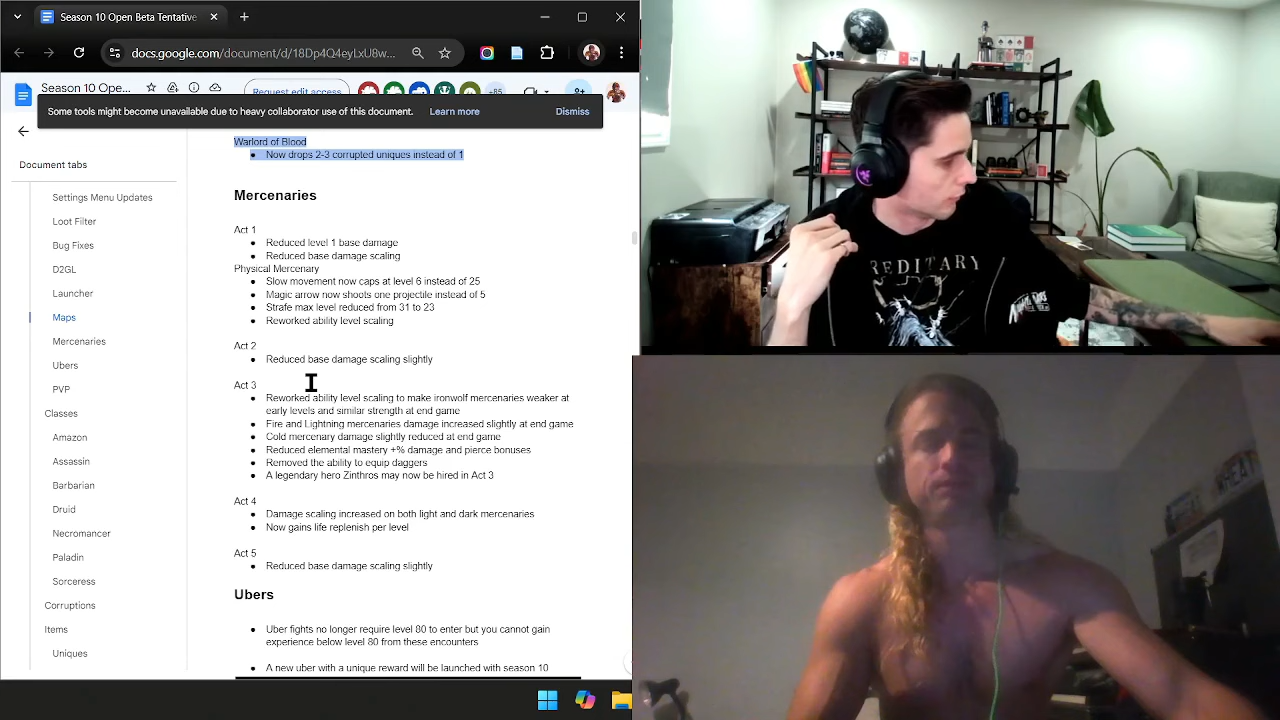 Season 10 Open Beta Tentative
docs.google.com/document/d/18Dp4Q4eyLxU8w...
Season 10 Ope...
Request edit access
+85
Some tools might become unavailable due to heavy collaborator use of this document.
Learn more
Dismiss
Document tabs
Settings Menu Updates
Loot Filter
Bug Fixes
D2GL
Launcher
Maps
Mercenaries
Ubers
PVP
Classes
Amazon
Assassin
Barbarian
Druid
Necromancer
Paladin
Sorceress
Corruptions
Items
Uniques
Warlord of Blood
● Now drops 2-3 corrupted uniques instead of 1
Mercenaries
Act 1
● Reduced level 1 base damage
● Reduced base damage scaling
Physical Mercenary
● Slow movement now caps at level 6 instead of 25
● Magic arrow now shoots one projectile instead of 5
● Strafe max level reduced from 31 to 23
● Reworked ability level scaling
Act 2
● Reduced base damage scaling slightly
Act 3
● Reworked ability level scaling to make ironwolf mercenaries weaker at
early levels and similar strength at end game
● Fire and Lightning mercenaries damage increased slightly at end game
● Cold mercenary damage slightly reduced at end game
● Reduced elemental mastery +% damage and pierce bonuses
● Removed the ability to equip daggers
● A legendary hero Zinthros may now be hired in Act 3
Act 4
● Damage scaling increased on both light and dark mercenaries
● Now gains life replenish per level
Act 5
● Reduced base damage scaling slightly
Ubers
● Uber fights no longer require level 80 to enter but you cannot gain
experience below level 80 from these encounters
● A new uber with a unique reward will be launched with season 10
REDITARY
WHEAT